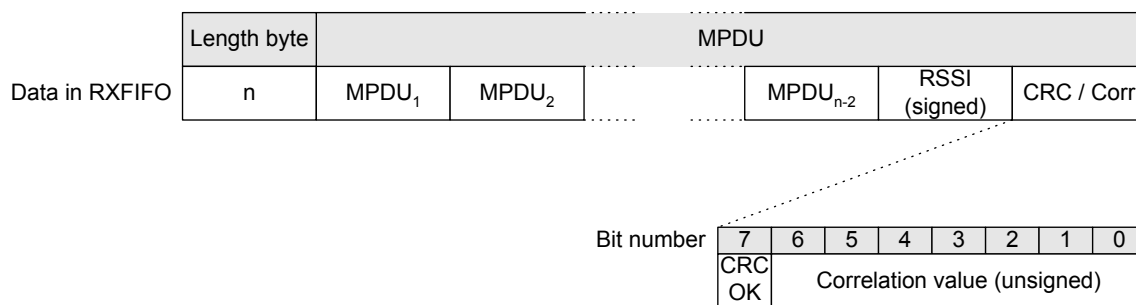 Length byte MPDU
Data in RXFIFO n MPDU₁ MPDU₂ MPDUₙ₋₂ RSSI (signed) CRC / Corr
Bit number 7 6 5 4 3 2 1 0
CRC OK Correlation value (unsigned)